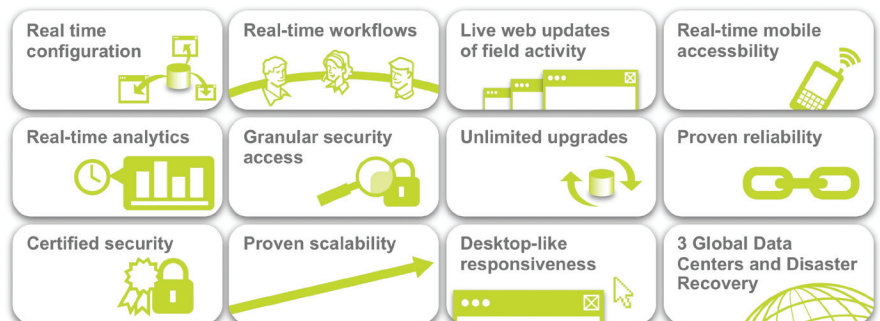 Real time
configuration
Real-time workflows
Live web updates
of field activity
Real-time mobile
accessbility
Real-time analytics
Granular security
access
Unlimited upgrades
Proven reliability
Certified security
Proven scalability
Desktop-like
responsiveness
3 Global Data
Centers and Disaster
Recovery